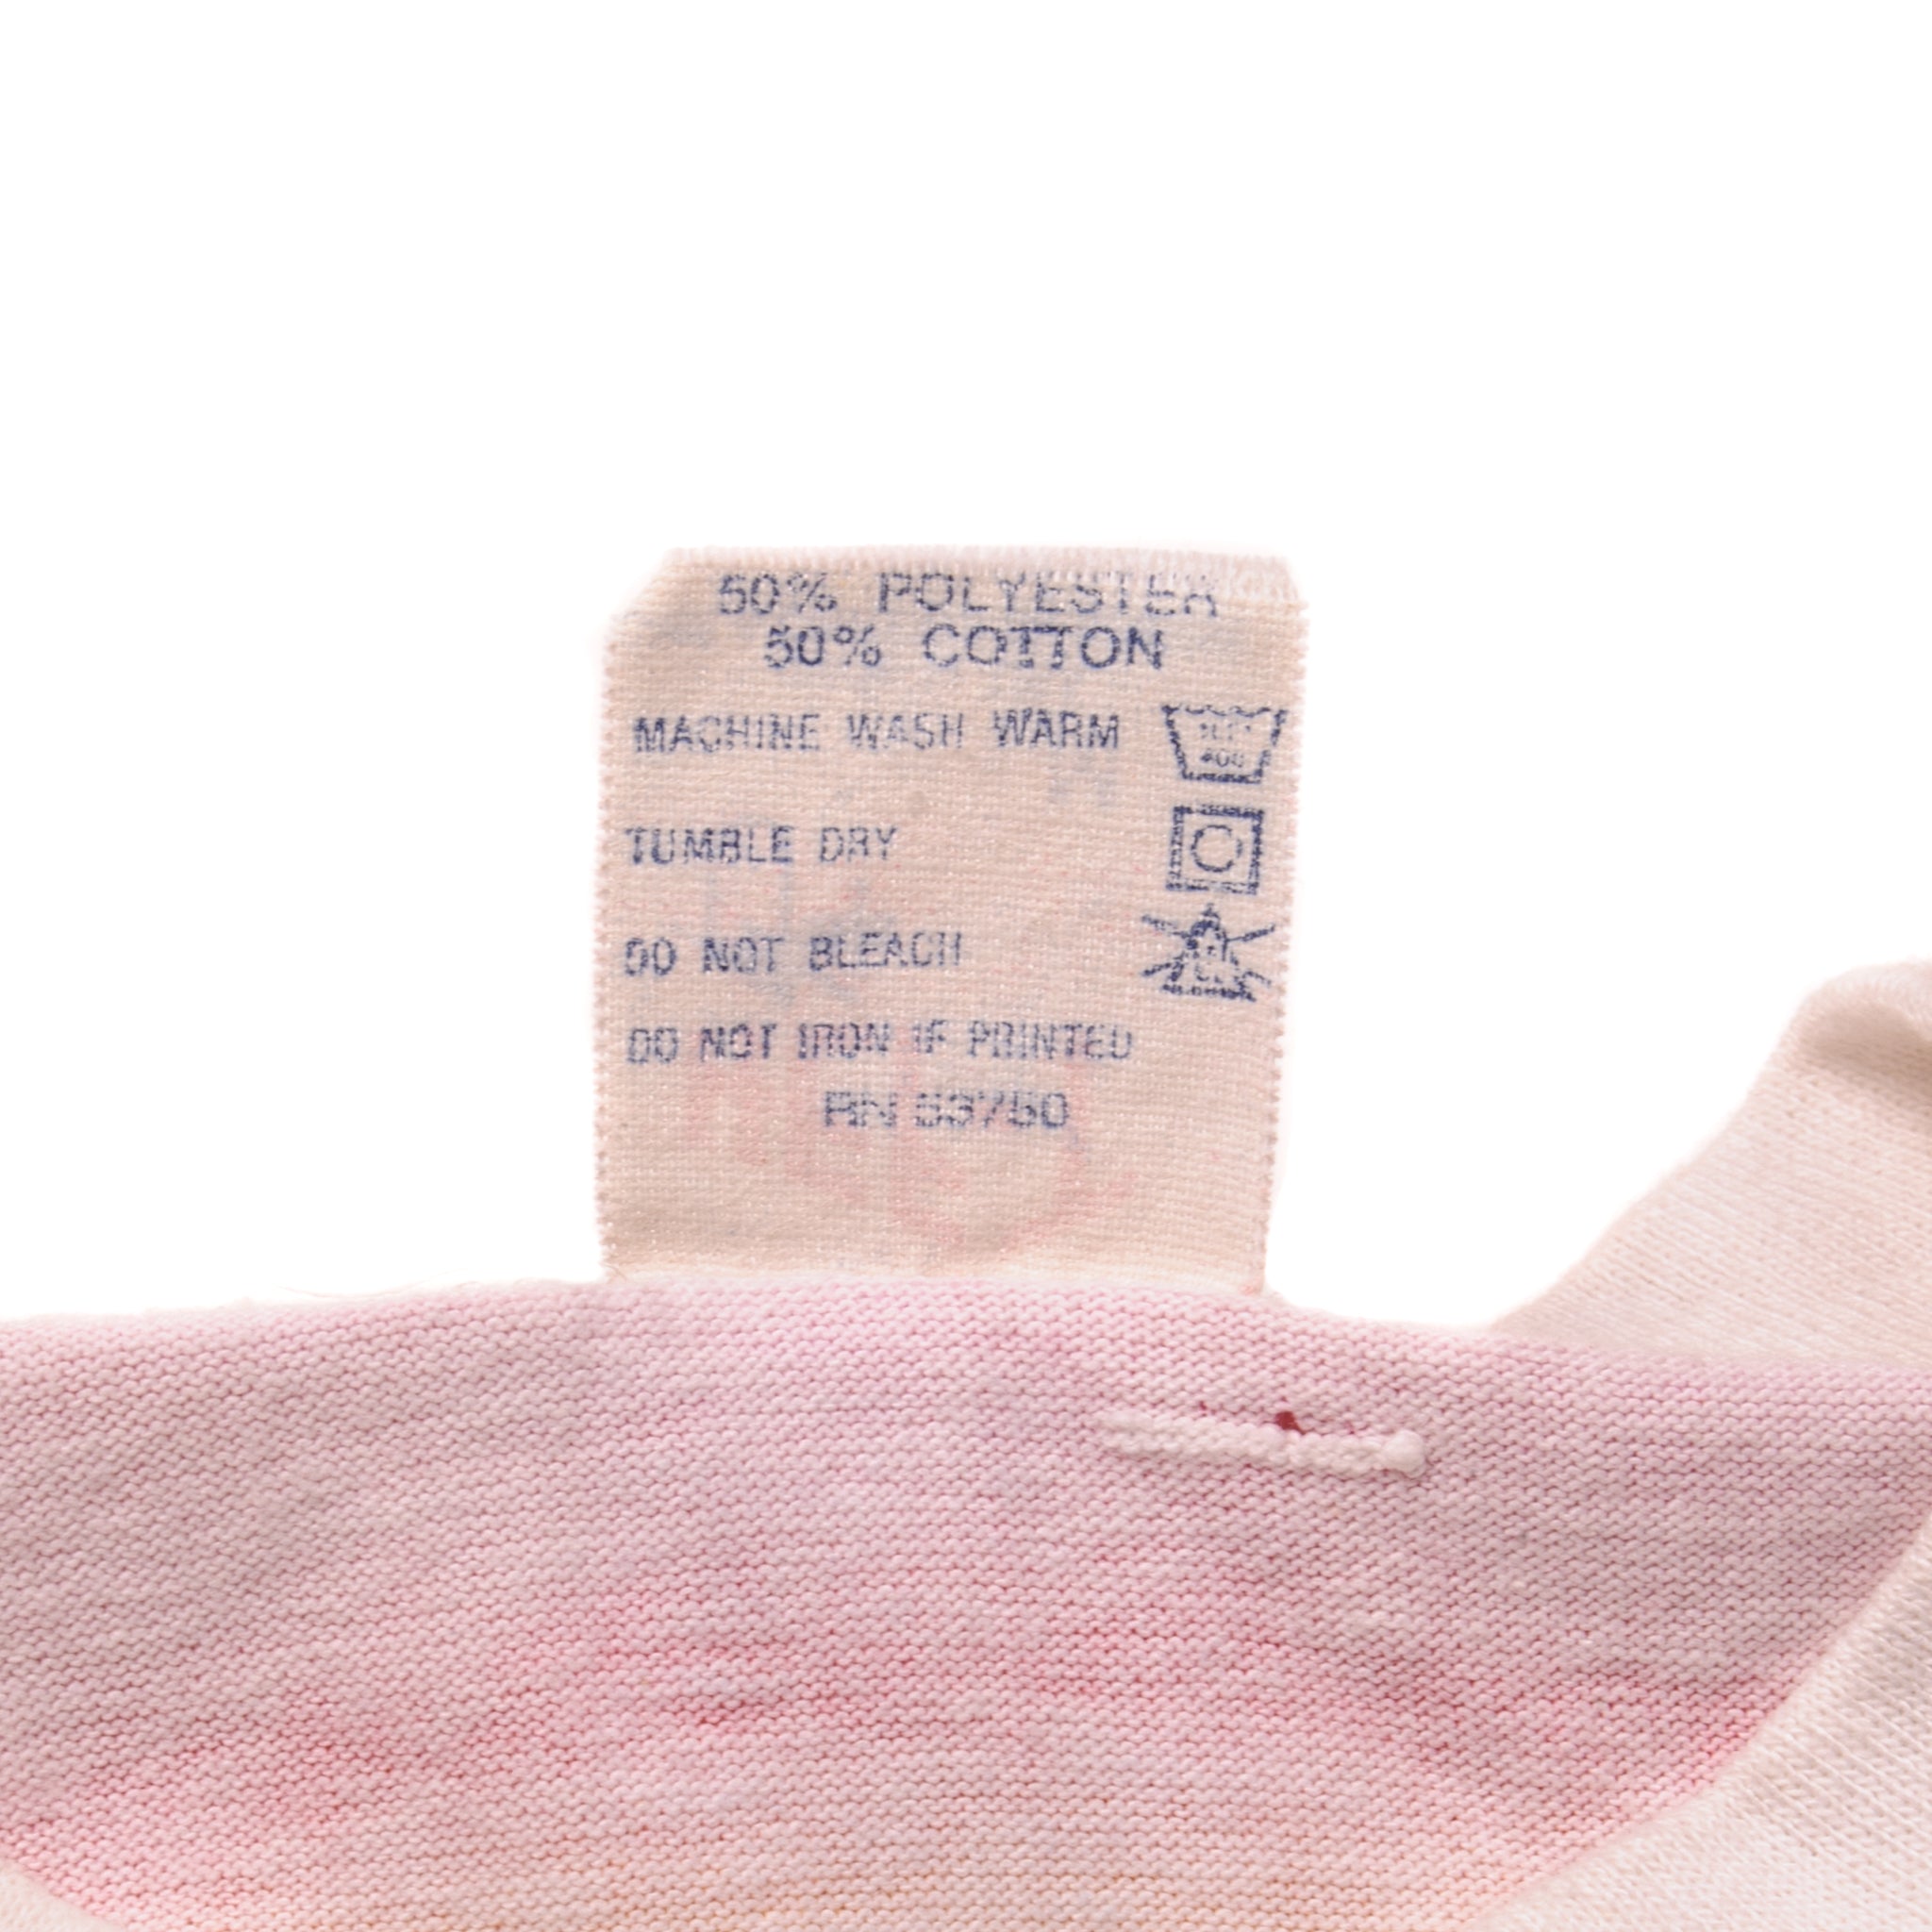 50% POLYESTER
50% COTTON
MACHINE WASH WARM
TUMBLE DRY
DO NOT BLEACH
DO NOT IRON IF PRINTED
RN 53750